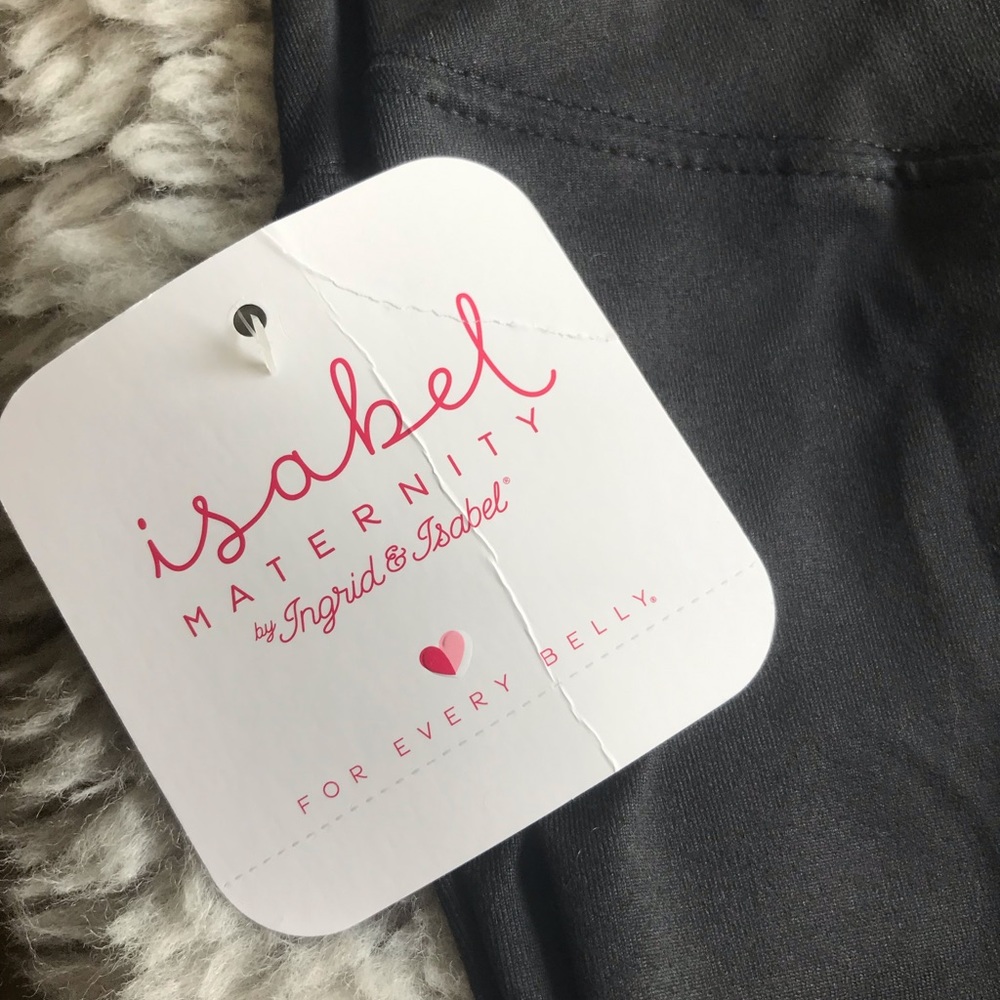 isabel
MATERNITY
by Ingrid & Isabel®
FOR EVERY BELLY®